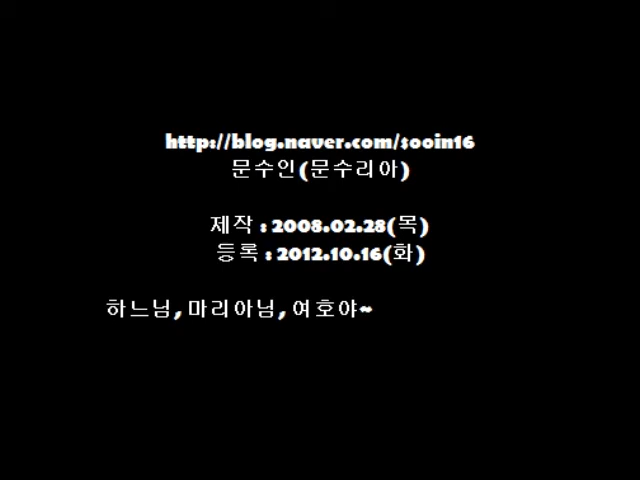 http://blog.naver.com/sooin16
문수인(문수리아)
제작 : 2008.02.28(목)
등록 : 2012.10.16(화)
하느님,마리아님,여호야~